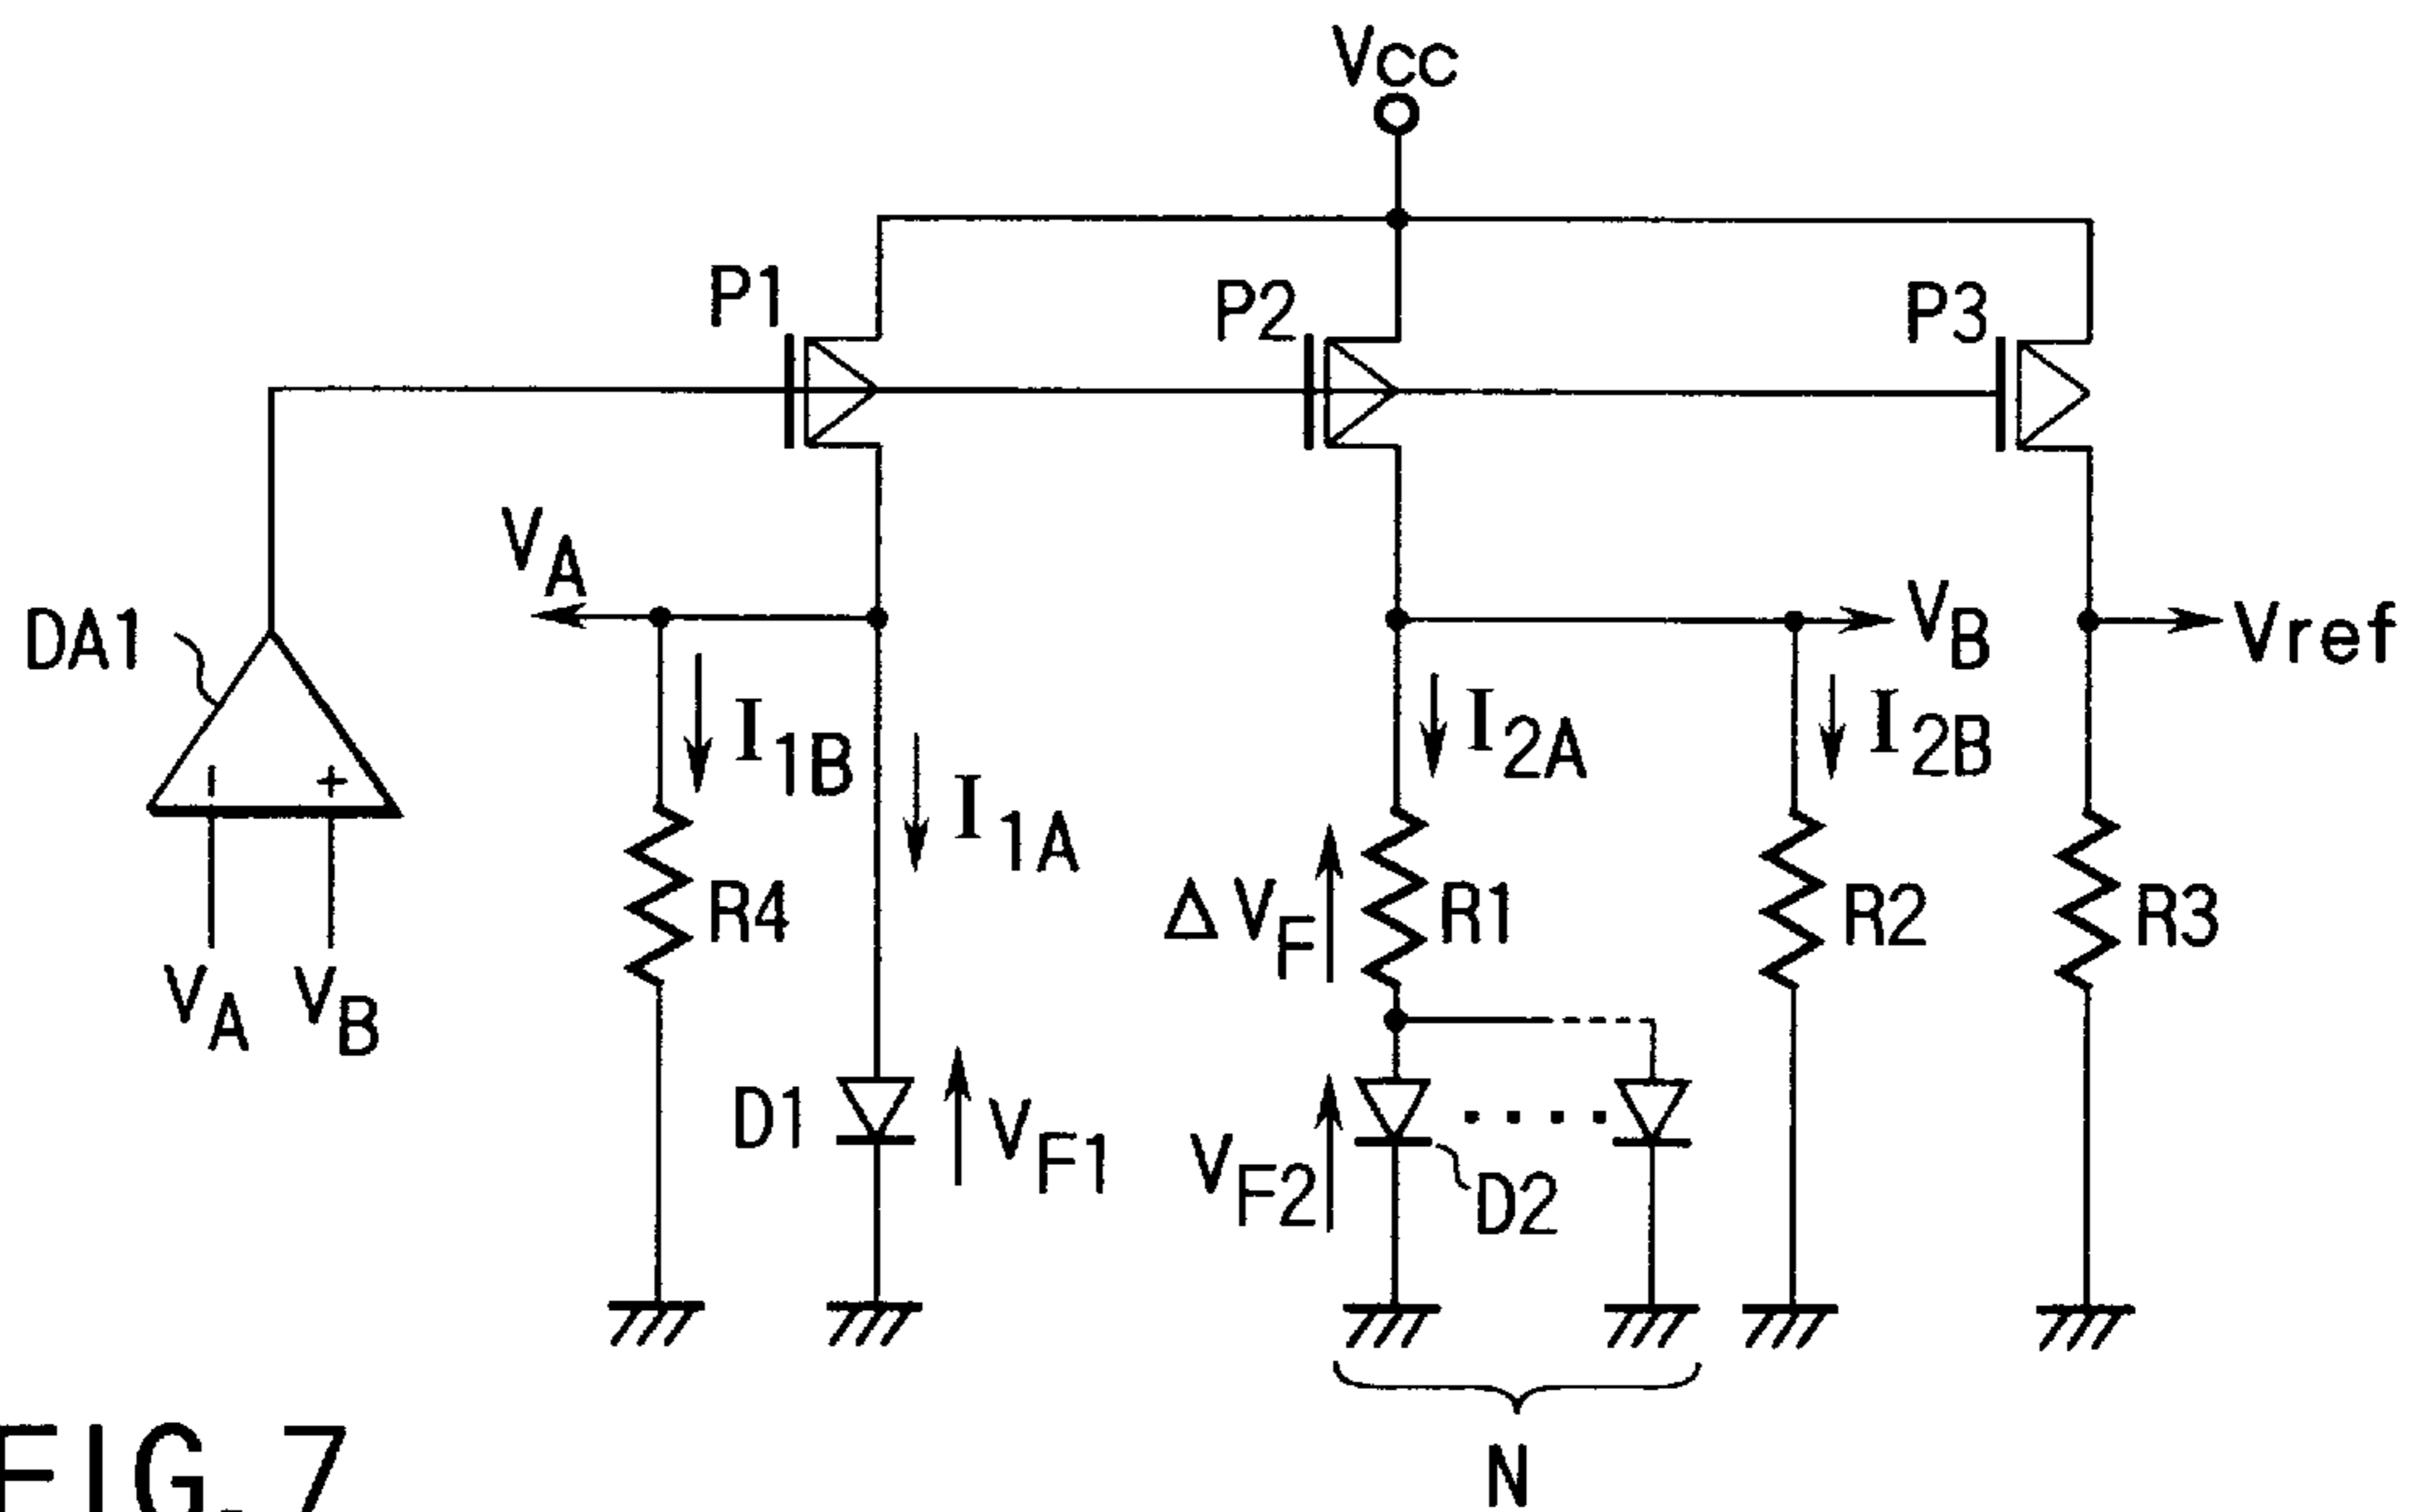 VCC
P1
P2
P3
VA
VB
Vref
DA1
I1B
I2A
I2B
I1A
- +
R4
ΔVF
R1
R2
R3
VA VB
D1
VF1
VF2
D2
N
FIG. 7